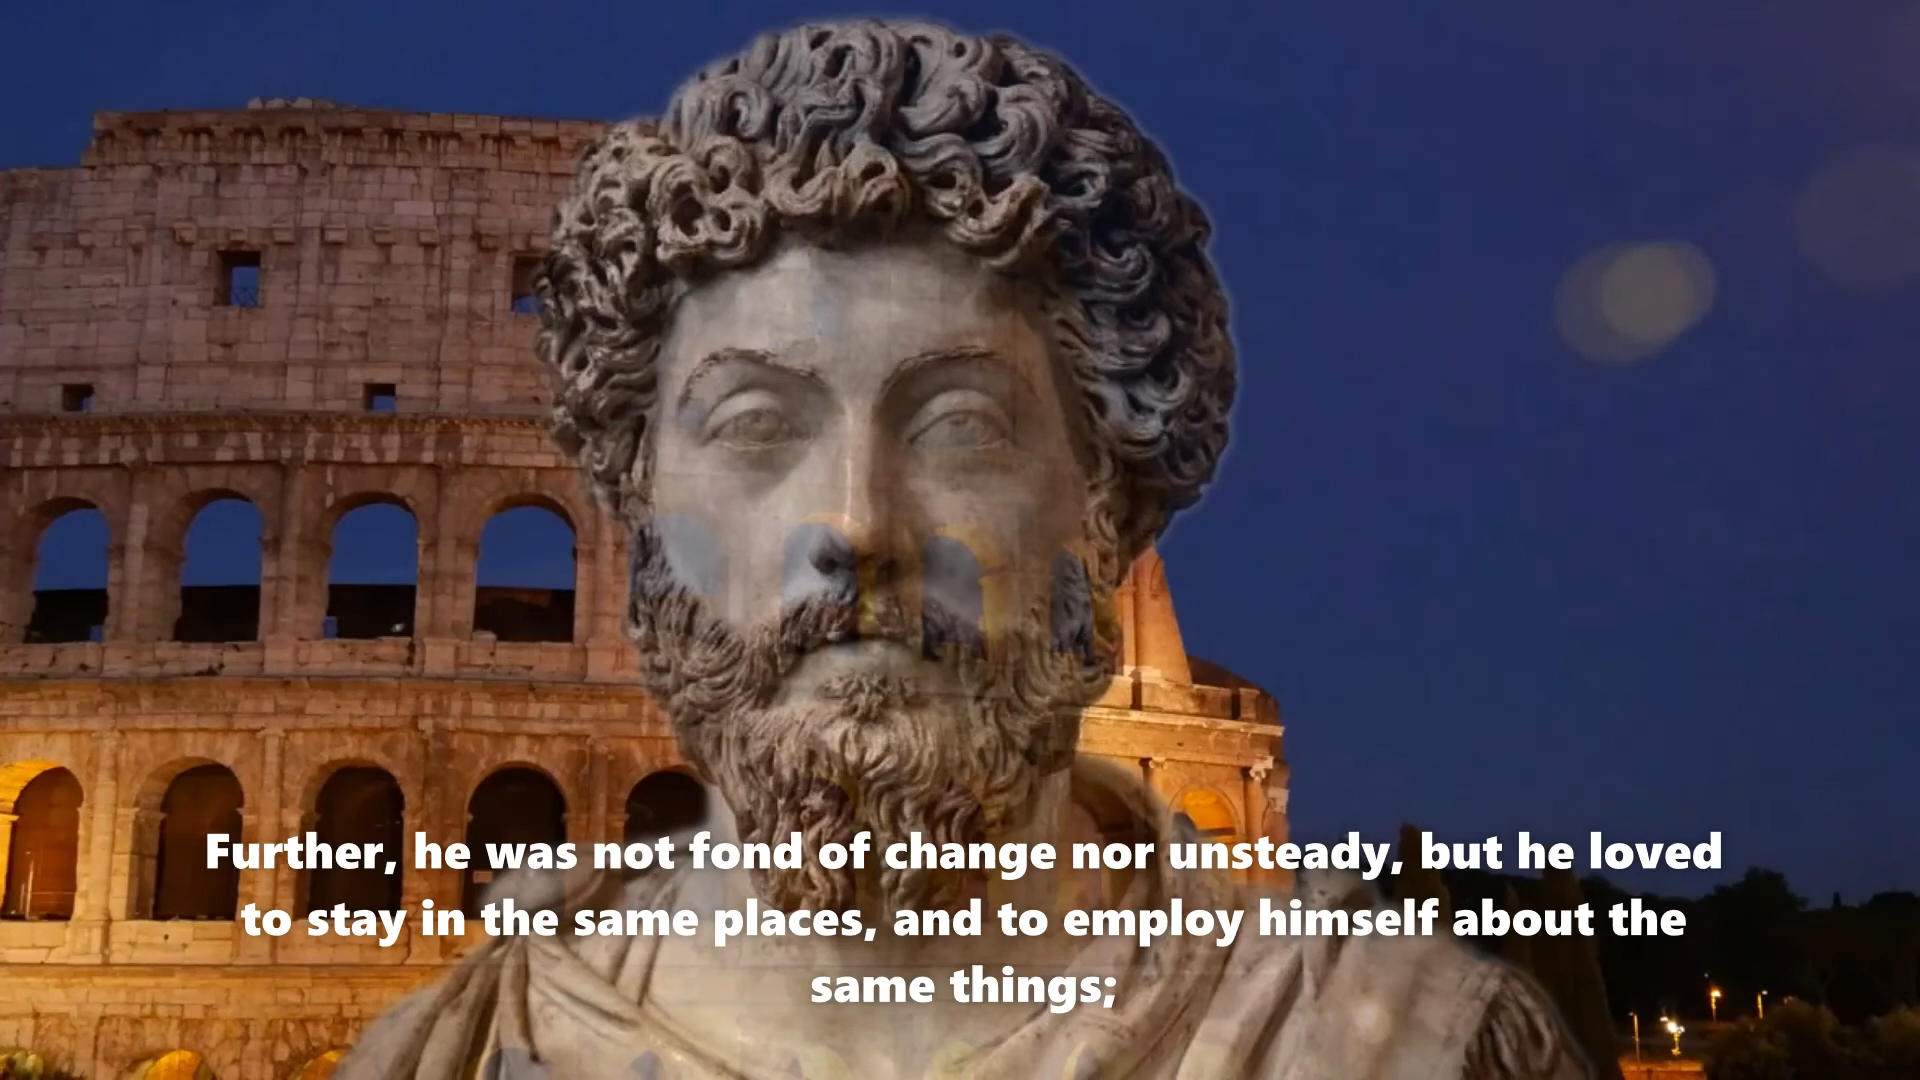 Further, he was not fond of change nor unsteady, but he loved
to stay in the same places, and to employ himself about the
same things;